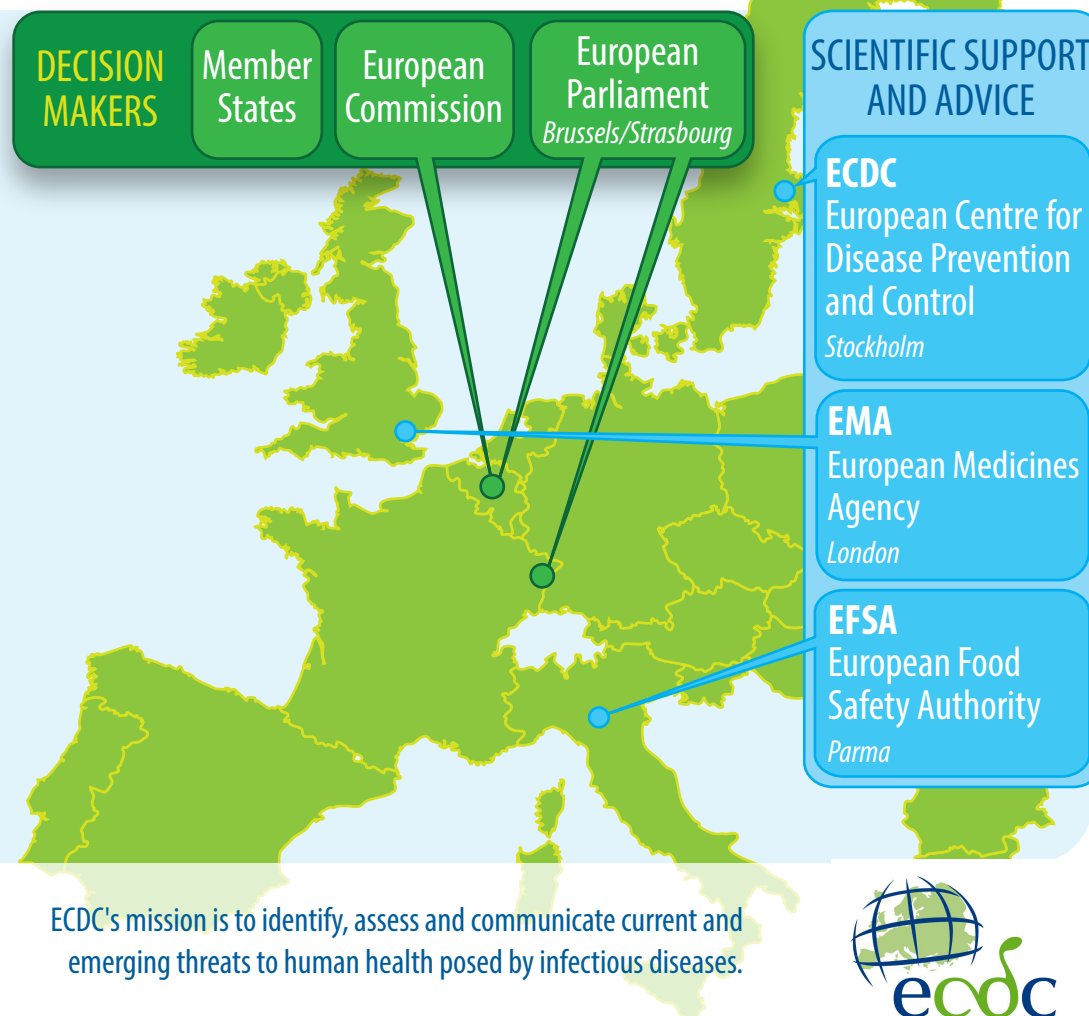 DECISION
MAKERS
Member
States
European
Commission
European
Parliament
Brussels/Strasbourg
SCIENTIFIC SUPPORT
AND ADVICE
ECDC
European Centre for
Disease Prevention
and Control
Stockholm
EMA
European Medicines
Agency
London
EFSA
European Food
Safety Authority
Parma
ECDC's mission is to identify, assess and communicate current and
emerging threats to human health posed by infectious diseases.
ecdc